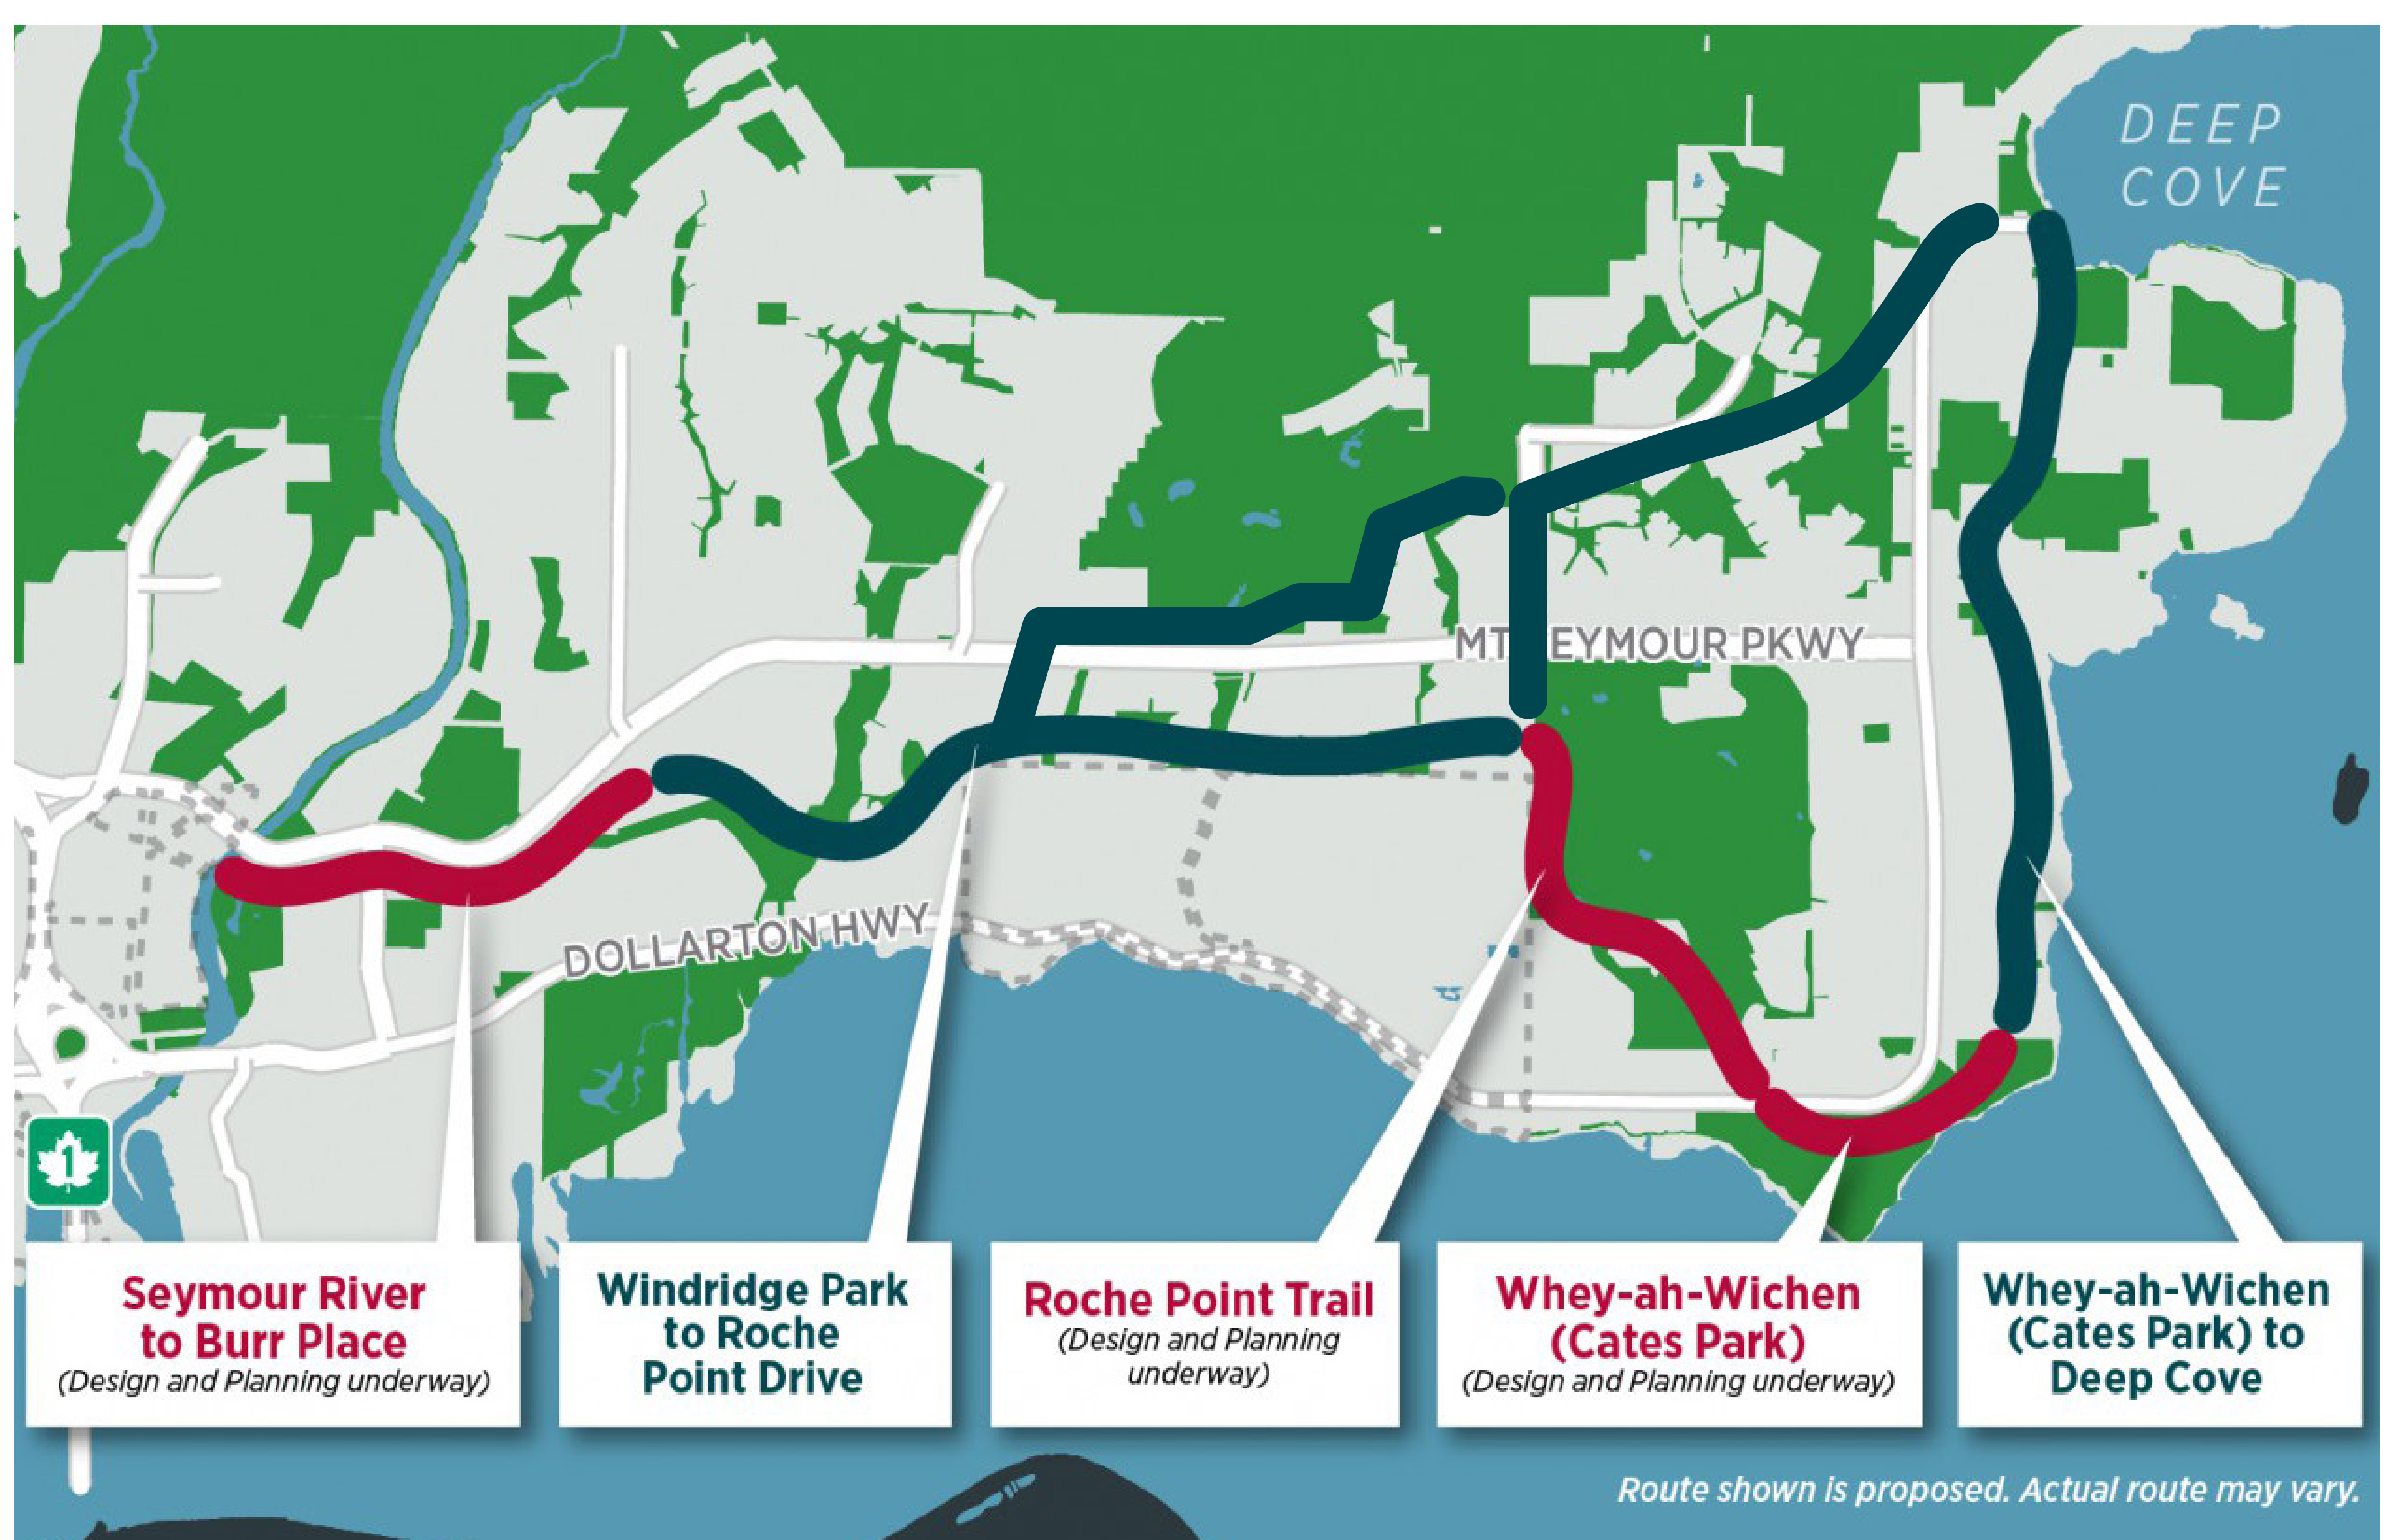 DEEP
COVE
MT SEYMOUR PKWY
DOLLARTON HWY
1
Seymour River
to Burr Place
(Design and Planning underway)
Windridge Park
to Roche
Point Drive
Roche Point Trail
(Design and Planning
underway)
Whey-ah-Wichen
(Cates Park)
(Design and Planning underway)
Whey-ah-Wichen
(Cates Park) to
Deep Cove
Route shown is proposed. Actual route may vary.